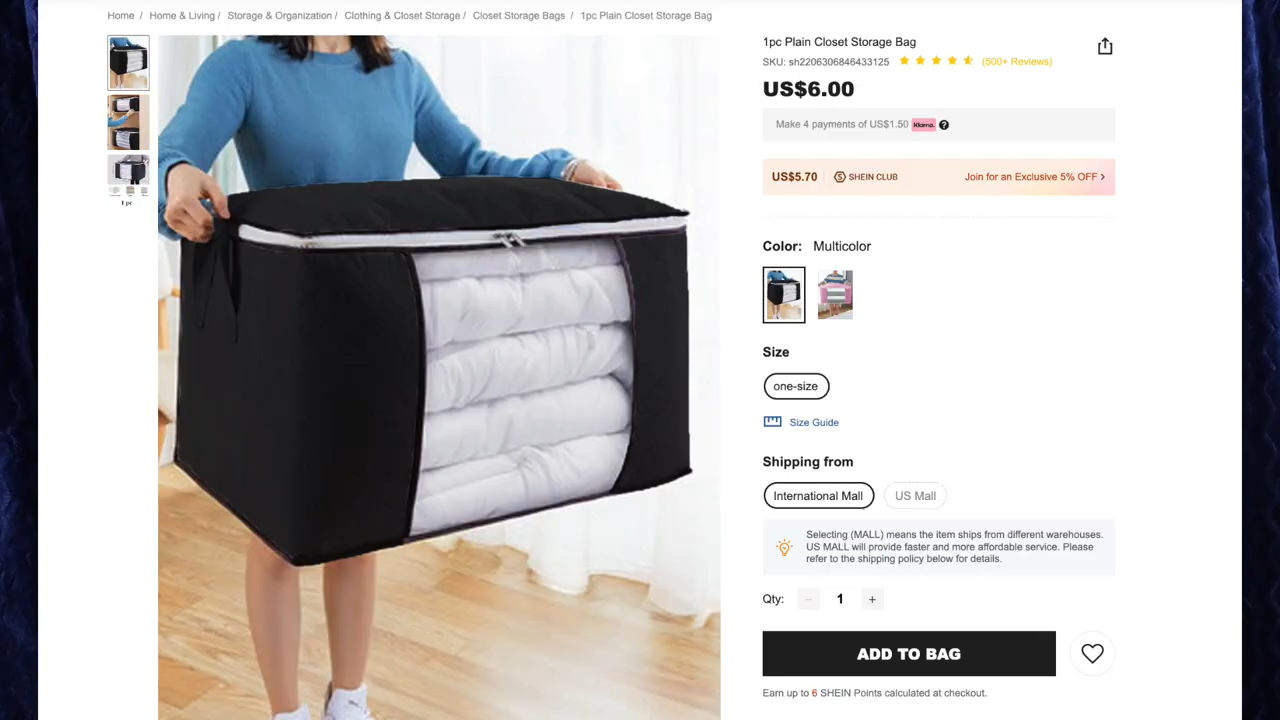 Home / Home & Living / Storage & Organization / Clothing & Closet Storage / Closet Storage Bags / 1pc Plain Closet Storage Bag
1 pc
1pc Plain Closet Storage Bag
SKU: sh2206306846433125 (500+ Reviews)
US$6.00
Make 4 payments of US$1.50 Klarna. ?
US$5.70 S SHEIN CLUB Join for an Exclusive 5% OFF >
Color: Multicolor
Size
one-size
Size Guide
Shipping from
International Mall US Mall
Selecting (MALL) means the item ships from different warehouses.
US MALL will provide faster and more affordable service. Please
refer to the shipping policy below for details.
Qty: − 1 +
ADD TO BAG
Earn up to 6 SHEIN Points calculated at checkout.